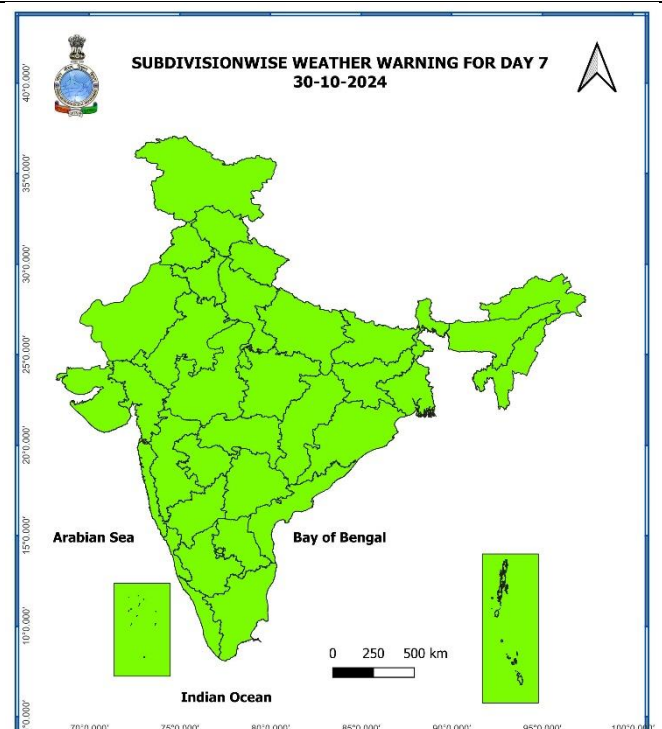 SUBDIVISIONWISE WEATHER WARNING FOR DAY 7
30-10-2024
40°0.000'
35°0.000'
30°0.000'
25°0.000'
20°0.000'
15°0.000'
10°0.000'
Arabian Sea
Bay of Bengal
0 250 500 km
Indian Ocean
70°0.000' 75°0.000' 80°0.000' 85°0.000' 90°0.000' 95°0.000' 100°0.000'